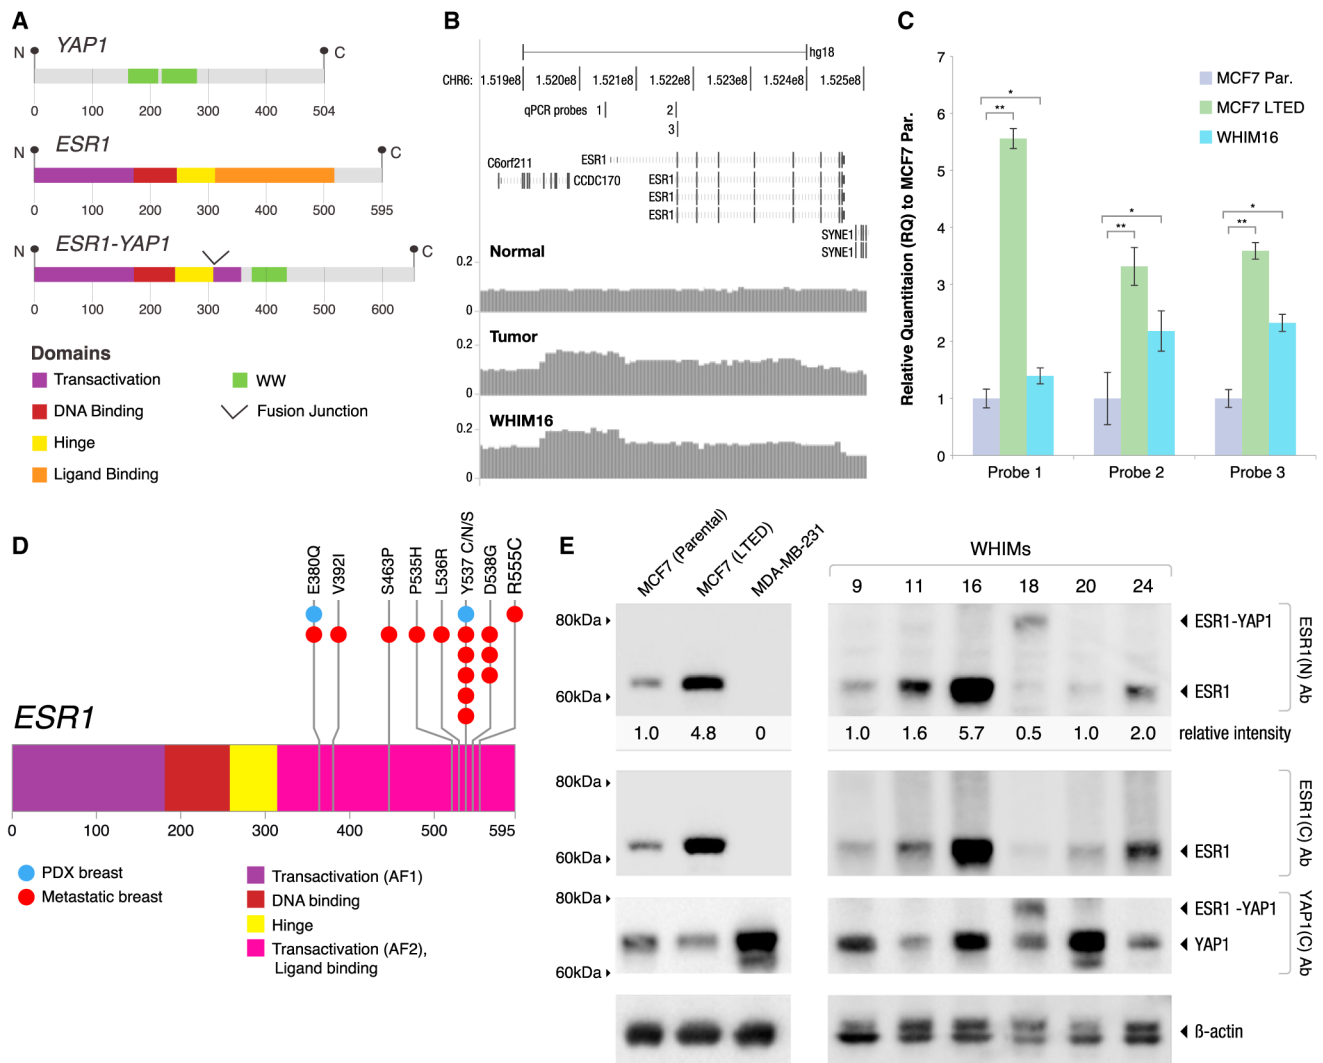 A
YAP1
N
C
0 100 200 300 400 504
ESR1
N
C
0 100 200 300 400 500 595
ESR1-YAP1
N
C
0 100 200 300 400 500 600
Domains
Transactivation
WW
DNA Binding
Fusion Junction
Hinge
Ligand Binding
B
hg18
CHR6: 1.519e8 1.520e8 1.521e8 1.522e8 1.523e8 1.524e8 1.525e8
qPCR probes 1 2
3
C6orf211
ESR1
CCDC170
ESR1
ESR1
ESR1
SYNE1
SYNE1
Normal
0.2
0
Tumor
0.2
0
WHIM16
0.2
0
C
Relative Quantitation (RQ) to MCF7 Par.
7
6
5
4
3
2
1
0
MCF7 Par.
MCF7 LTED
WHIM16
*
**
*
**
*
**
Probe 1 Probe 2 Probe 3
D
E380Q
V392I
S463P
P535H
L536R
Y537 C/N/S
D538G
R555C
ESR1
0 100 200 300 400 500 595
PDX breast
Metastatic breast
Transactivation (AF1)
DNA binding
Hinge
Transactivation (AF2),
Ligand binding
E
MCF7 (Parental)
MCF7 (LTED)
MDA-MB-231
WHIMs
9 11 16 18 20 24
80kDa
60kDa
ESR1-YAP1
ESR1
ESR1(N) Ab
1.0 4.8 0 1.0 1.6 5.7 0.5 1.0 2.0 relative intensity
80kDa
60kDa
ESR1
ESR1(C) Ab
80kDa
60kDa
ESR1 -YAP1
YAP1
YAP1(C) Ab
ß-actin